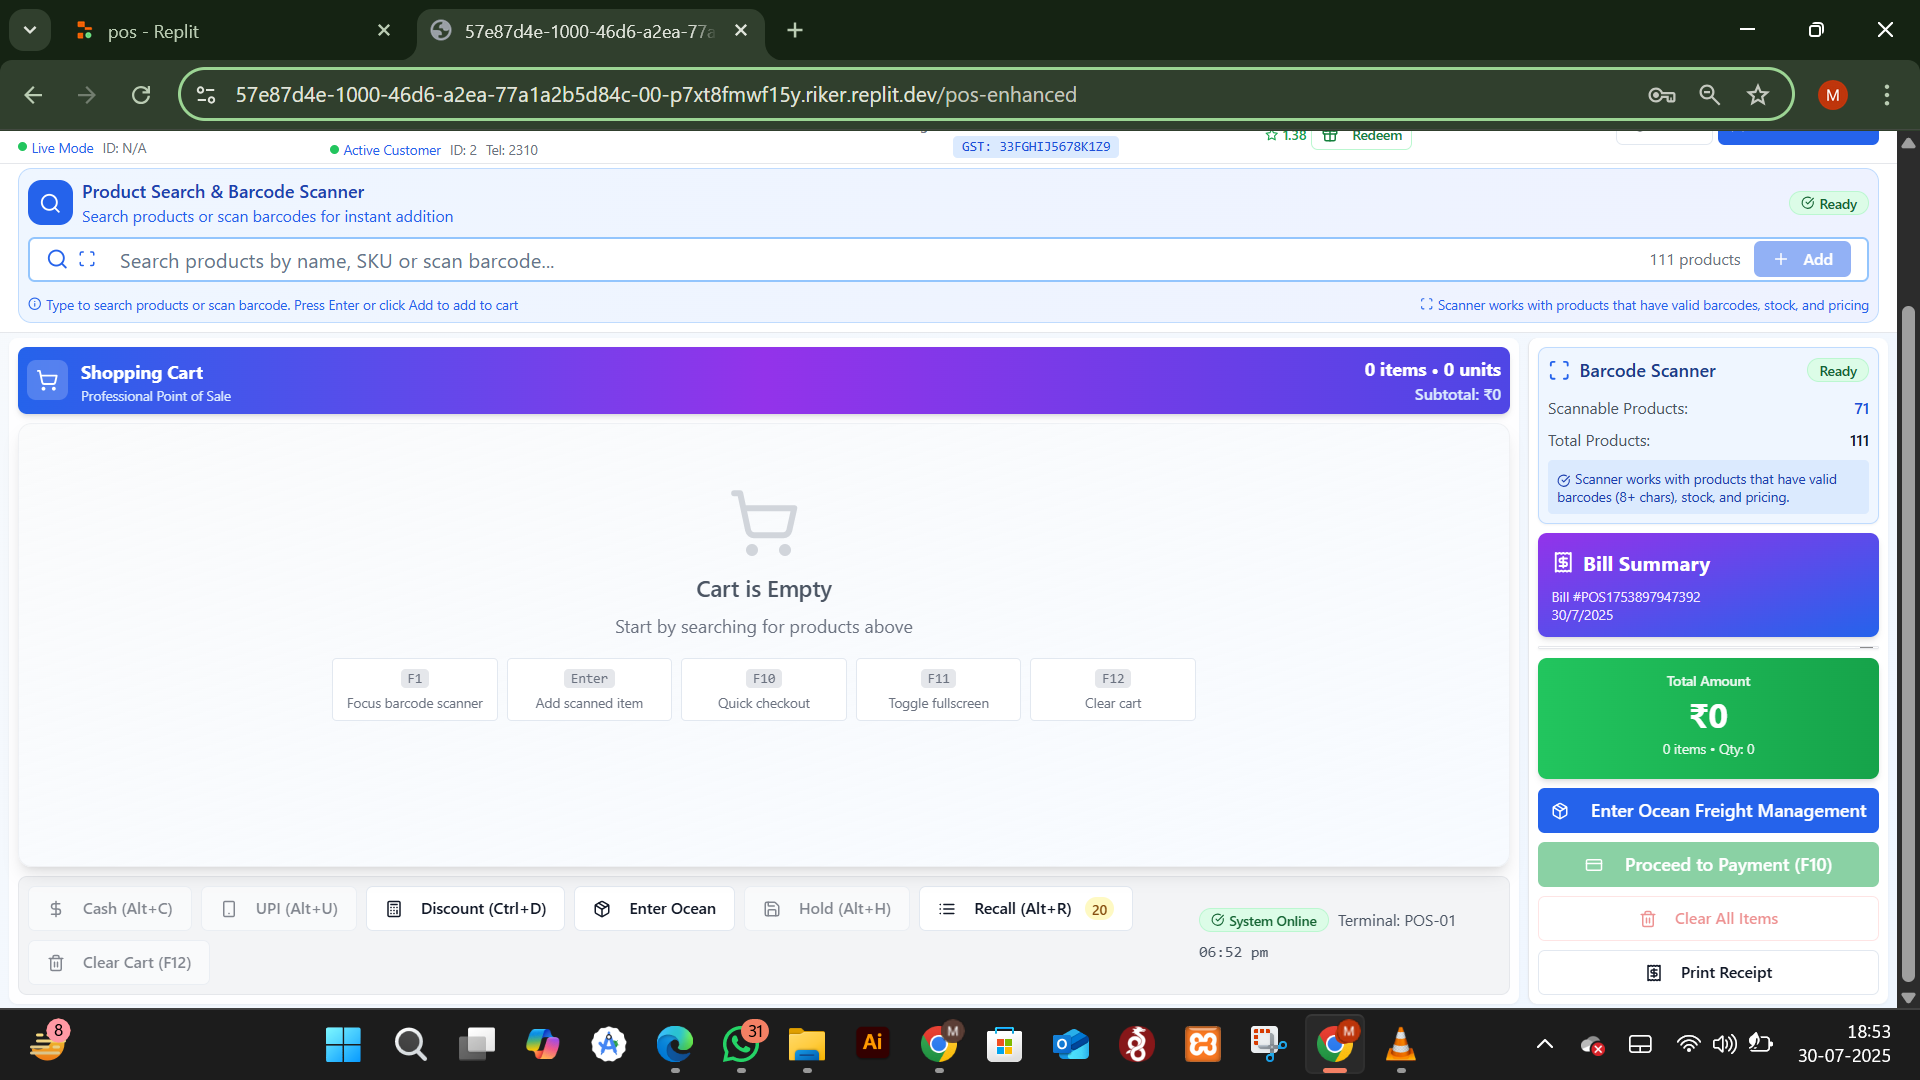 pos - Replit
57e87d4e-1000-46d6-a2ea-77a
57e87d4e-1000-46d6-a2ea-77a1a2b5d84c-00-p7xt8fmwf15y.riker.replit.dev/pos-enhanced
M
Live Mode ID: N/A
Active Customer ID: 2 Tel: 2310
GST: 33FGHIJ5678K1Z9
1.38
Redeem
Product Search & Barcode Scanner
Search products or scan barcodes for instant addition
Ready
Search products by name, SKU or scan barcode...
111 products
+ Add
Type to search products or scan barcode. Press Enter or click Add to add to cart
Scanner works with products that have valid barcodes, stock, and pricing
Shopping Cart
Professional Point of Sale
0 items • 0 units
Subtotal: ₹0
Cart is Empty
Start by searching for products above
F1
Focus barcode scanner
Enter
Add scanned item
F10
Quick checkout
F11
Toggle fullscreen
F12
Clear cart
Barcode Scanner
Ready
Scannable Products: 71
Total Products: 111
Scanner works with products that have valid
barcodes (8+ chars), stock, and pricing.
Bill Summary
Bill #POS1753897947392
30/7/2025
Total Amount
₹0
0 items • Qty: 0
Enter Ocean Freight Management
Proceed to Payment (F10)
Clear All Items
Print Receipt
Cash (Alt+C)
UPI (Alt+U)
Discount (Ctrl+D)
Enter Ocean
Hold (Alt+H)
Recall (Alt+R) 20
Clear Cart (F12)
System Online Terminal: POS-01
06:52 pm
8
31
Ai
M
M
18:53
30-07-2025